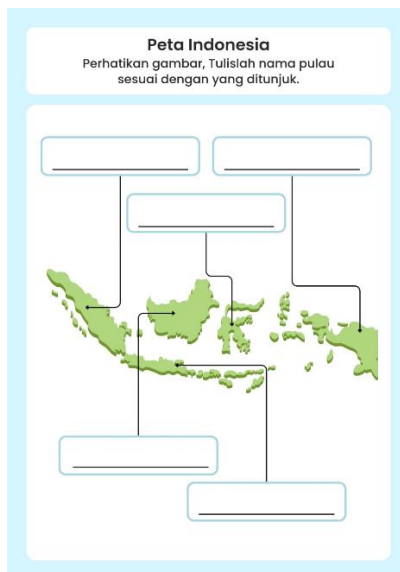 Peta Indonesia
Perhatikan gambar, Tulislah nama pulau
sesuai dengan yang ditunjuk.